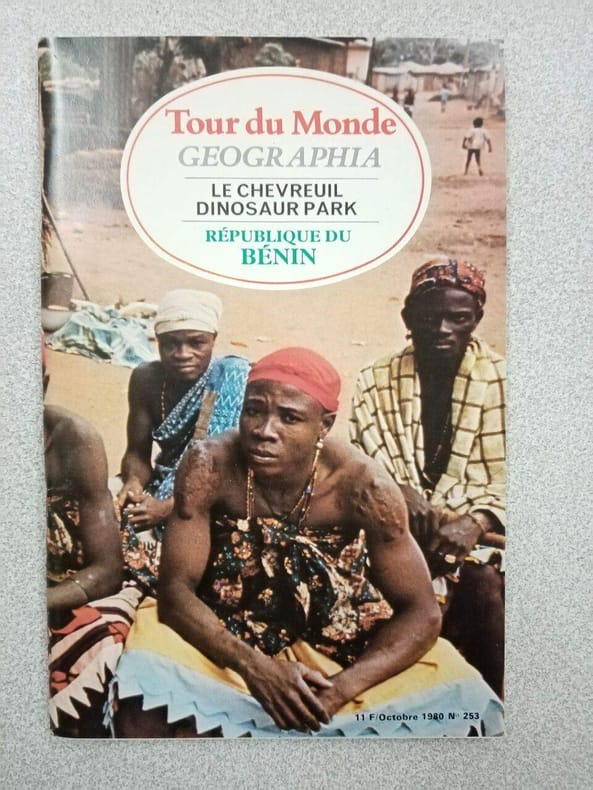 Tour du Monde
GEOGRAPHIA
LE CHEVREUIL
DINOSAUR PARK
RÉPUBLIQUE DU
BÉNIN
11 F/Octobre 1980 N° 253